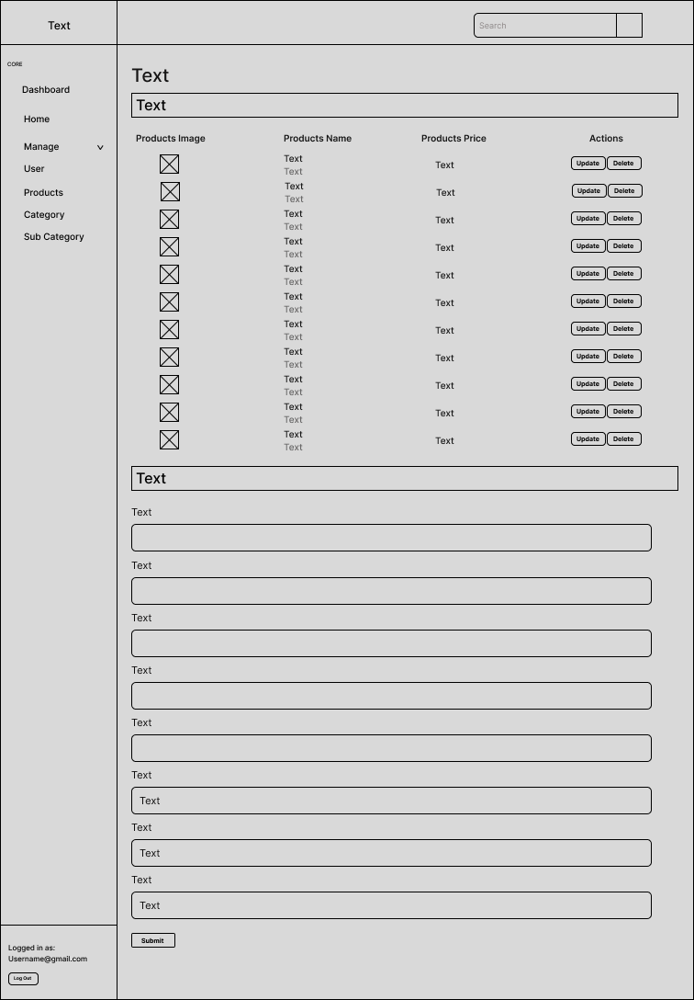 Text
Search
CORE
Dashboard
Home
Manage
User
Products
Category
Sub Category
Logged in as:
Username@gmail.com
Log Out
Text
Text
Products Image Products Name Products Price Actions
Text
Text
Text
Update Delete
Text
Text
Text
Update Delete
Text
Text
Text
Update Delete
Text
Text
Text
Update Delete
Text
Text
Text
Update Delete
Text
Text
Text
Update Delete
Text
Text
Text
Update Delete
Text
Text
Text
Update Delete
Text
Text
Text
Update Delete
Text
Text
Text
Update Delete
Text
Text
Text
Update Delete
Text
Text
Text
Text
Text
Text
Text
Text
Text
Text
Text
Text
Submit